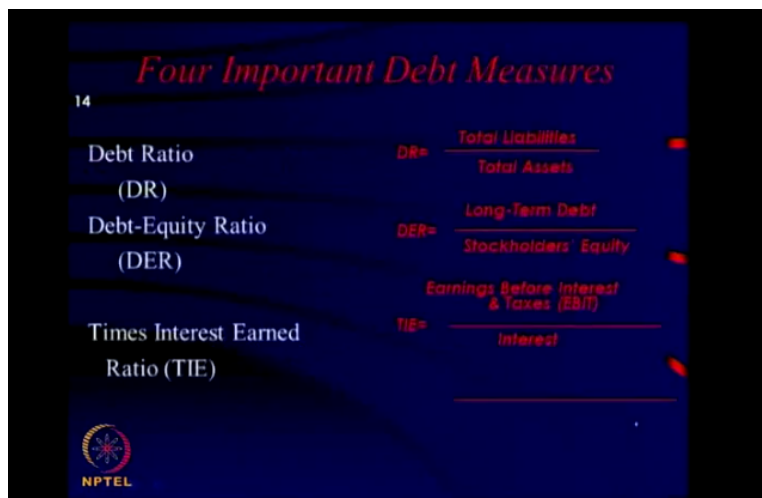 Four Important Debt Measures
14
Debt Ratio
(DR)
DR=
Total Liabilities
Total Assets
Debt-Equity Ratio
(DER)
DER=
Long-Term Debt
Stockholders' Equity
Times Interest Earned
Ratio (TIE)
TIE=
Earnings Before Interest
& Taxes (EBIT)
Interest
NPTEL